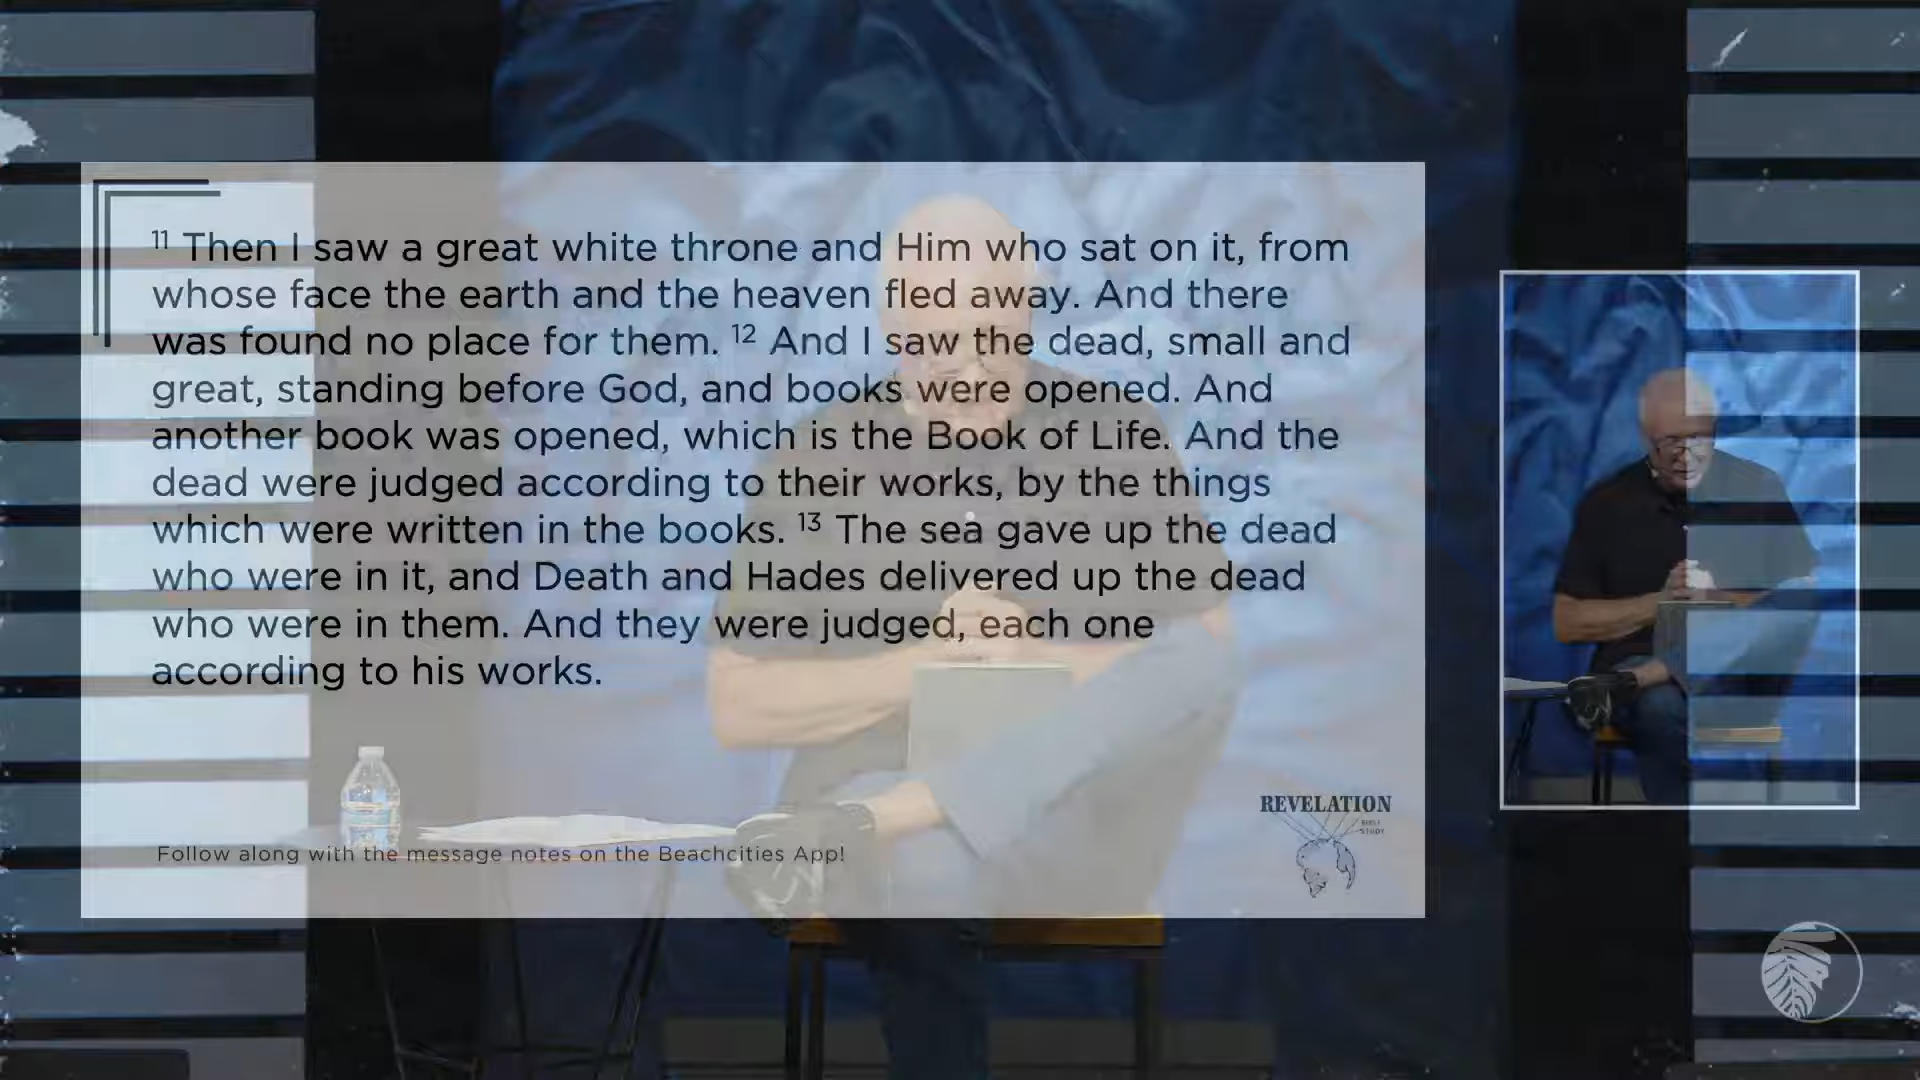 11 Then I saw a great white throne and Him who sat on it, from
whose face the earth and the heaven fled away. And there
was found no place for them. 12 And I saw the dead, small and
great, standing before God, and books were opened. And
another book was opened, which is the Book of Life. And the
dead were judged according to their works, by the things
which were written in the books. 13 The sea gave up the dead
who were in it, and Death and Hades delivered up the dead
who were in them. And they were judged, each one
according to his works.
REVELATION
BIBLE
STUDY
Follow along with the message notes on the Beachcities App!